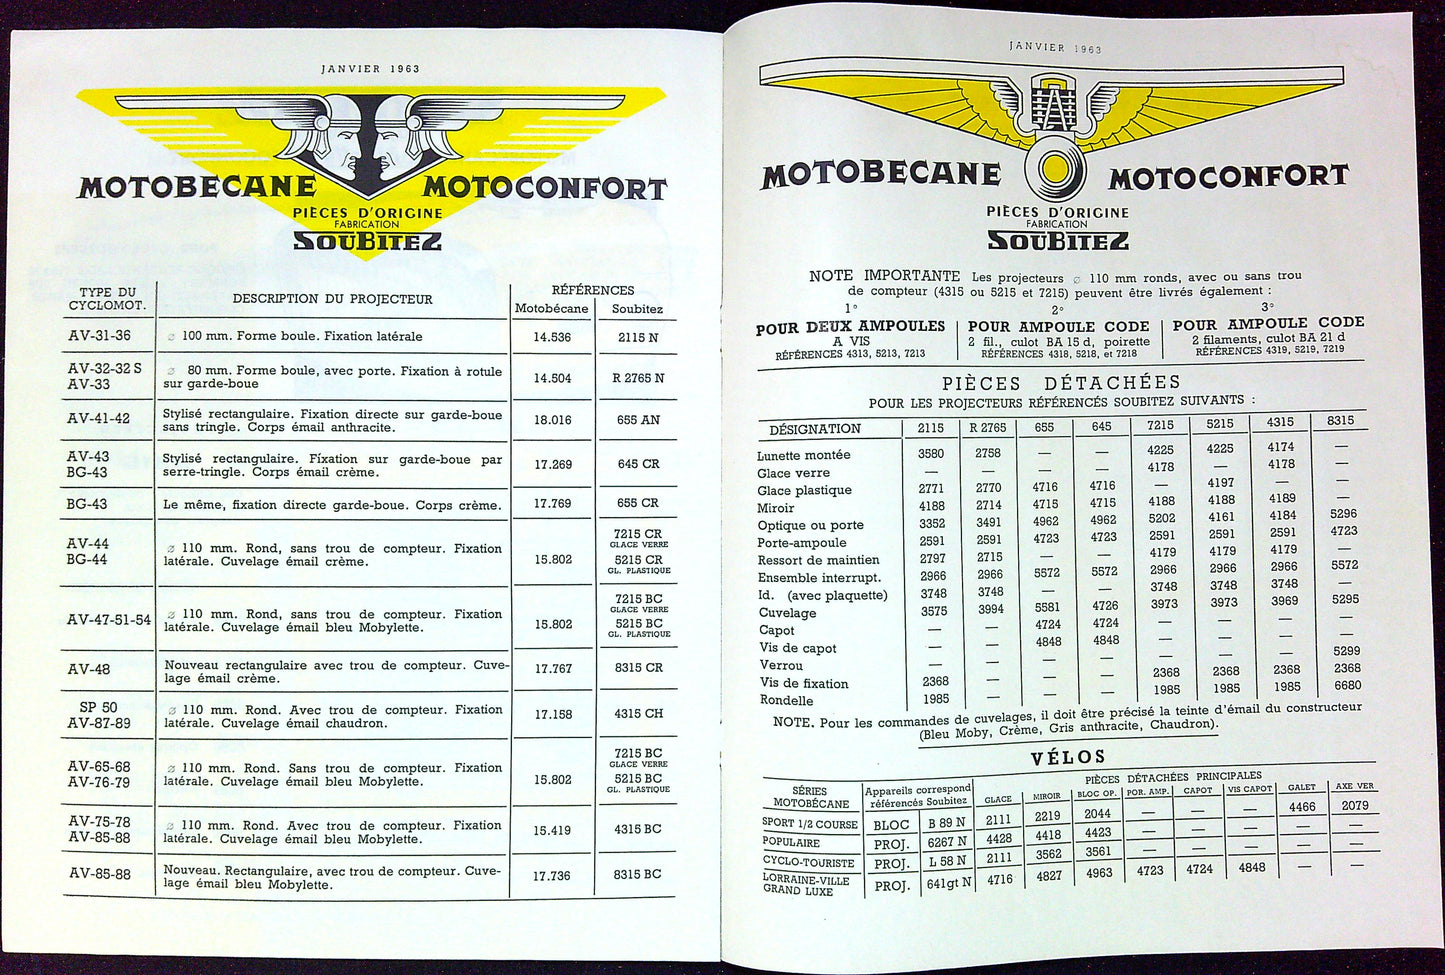 JANVIER 1963
MOTOBECANE MOTOCONFORT
PIÈCES D'ORIGINE
FABRICATION
SOUBITEZ
TYPE DU CYCLOMOT. DESCRIPTION DU PROJECTEUR RÉFÉRENCES
Motobécane Soubitez
AV-31-36 ⌀ 100 mm. Forme boule. Fixation latérale 14.536 2115 N
AV-32-32 S ⌀ 80 mm. Forme boule, avec porte. Fixation à rotule
AV-33 sur garde-boue 14.504 R 2765 N
AV-41-42 Stylisé rectangulaire. Fixation directe sur garde-boue
sans tringle. Corps émail anthracite. 18.016 655 AN
AV-43 Stylisé rectangulaire. Fixation sur garde-boue par
BG-43 serre-tringle. Corps émail crème. 17.269 645 CR
BG-43 Le même, fixation directe garde-boue. Corps crème. 17.769 655 CR
AV-44 ⌀ 110 mm. Rond, sans trou de compteur. Fixation
BG-44 latérale. Cuvelage émail crème. 15.802 7215 CR
GLACE VERRE
5215 CR
GL. PLASTIQUE
AV-47-51-54 ⌀ 110 mm. Rond, sans trou de compteur. Fixation
latérale. Cuvelage émail bleu Mobylette. 15.802 7215 BC
GLACE VERRE
5215 BC
GL. PLASTIQUE
AV-48 Nouveau rectangulaire avec trou de compteur. Cuve-
lage émail crème. 17.767 8315 CR
SP 50 ⌀ 110 mm. Rond. Avec trou de compteur. Fixation
AV-87-89 latérale. Cuvelage émail chaudron. 17.158 4315 CH
AV-65-68 ⌀ 110 mm. Rond. Sans trou de compteur. Fixation
AV-76-79 latérale. Cuvelage émail bleu Mobylette. 15.802 7215 BC
GLACE VERRE
5215 BC
GL. PLASTIQUE
AV-75-78 ⌀ 110 mm. Rond. Avec trou de compteur. Fixation
AV-85-88 latérale. Cuvelage émail bleu Mobylette. 15.419 4315 BC
AV-85-88 Nouveau. Rectangulaire, avec trou de compteur. Cuve-
lage émail bleu Mobylette. 17.736 8315 BC
JANVIER 1963
MOTOBECANE MOTOCONFORT
PIÈCES D'ORIGINE
FABRICATION
SOUBITEZ
NOTE IMPORTANTE Les projecteurs ⌀ 110 mm ronds, avec ou sans trou
de compteur (4315 ou 5215 et 7215) peuvent être livrés également :
1° 2° 3°
POUR DEUX AMPOULES POUR AMPOULE CODE POUR AMPOULE CODE
A VIS 2 fil., culot BA 15 d, poirette 2 filaments, culot BA 21 d
RÉFÉRENCES 4313, 5213, 7213 RÉFÉRENCES 4318, 5218, et 7218 RÉFÉRENCES 4319, 5219, 7219
PIÈCES DÉTACHÉES
POUR LES PROJECTEURS RÉFÉRENCÉS SOUBITEZ SUIVANTS :
DÉSIGNATION 2115 R 2765 655 645 7215 5215 4315 8315
Lunette montée 3580 2758 — — 4225 4225 4174 —
Glace verre — — — — 4178 — 4178 —
Glace plastique 2771 2770 4716 4716 — 4197 — —
Miroir 4188 2714 4715 4715 4188 4188 4189 —
Optique ou porte 3352 3491 4962 4962 5202 4161 4184 5296
Porte-ampoule 2591 2591 4723 4723 2591 2591 2591 4723
Ressort de maintien 2797 2715 — — 4179 4179 4179 —
Ensemble interrupt. 2966 2966 5572 5572 2966 2966 2966 5572
Id. (avec plaquette) 3748 3748 — — 3748 3748 3748 —
Cuvelage 3575 3994 5581 4726 3973 3973 3969 5295
Capot — — 4724 4724 — — — —
Vis de capot — — 4848 4848 — — — —
Verrou — — — — — — — 5299
Vis de fixation 2368 — — — 2368 2368 2368 2368
Rondelle 1985 — — — 1985 1985 1985 6680
NOTE. Pour les commandes de cuvelages, il doit être précisé la teinte d'émail du constructeur
(Bleu Moby, Crème, Gris anthracite, Chaudron).
VÉLOS
SÉRIES MOTOBÉCANE Appareils correspond référencés Soubitez PIÈCES DÉTACHÉES PRINCIPALES
GLACE MIROIR BLOC OP. POR. AMP. CAPOT VIS CAPOT GALET AXE VER
SPORT 1/2 COURSE BLOC B 89 N 2111 2219 2044 — — — 4466 2079
POPULAIRE PROJ. 6267 N 4428 4418 4423 — — — — —
CYCLO-TOURISTE PROJ. L 58 N 2111 3562 3561 — — — — —
LORRAINE-VILLE
GRAND LUXE PROJ. 641gt N 4716 4827 4963 4723 4724 4848 — —